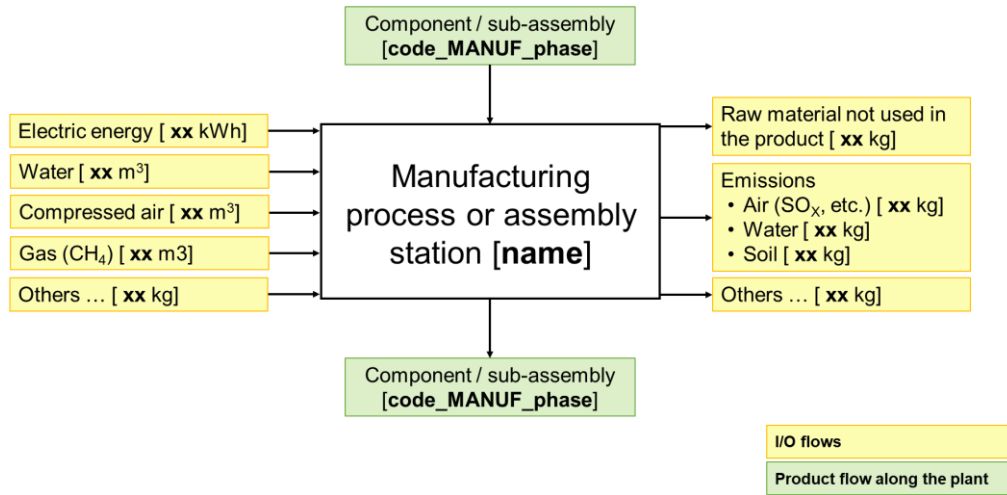 Component / sub-assembly
[code_MANUF_phase]
Electric energy [ xx kWh]
Water [ xx m³]
Compressed air [ xx m³]
Gas (CH₄) [ xx m3]
Others … [ xx kg]
Manufacturing
process or assembly
station [name]
Raw material not used in
the product [ xx kg]
Emissions
• Air (SOₓ, etc.) [ xx kg]
• Water [ xx kg]
• Soil [ xx kg]
Others … [ xx kg]
Component / sub-assembly
[code_MANUF_phase]
I/O flows
Product flow along the plant